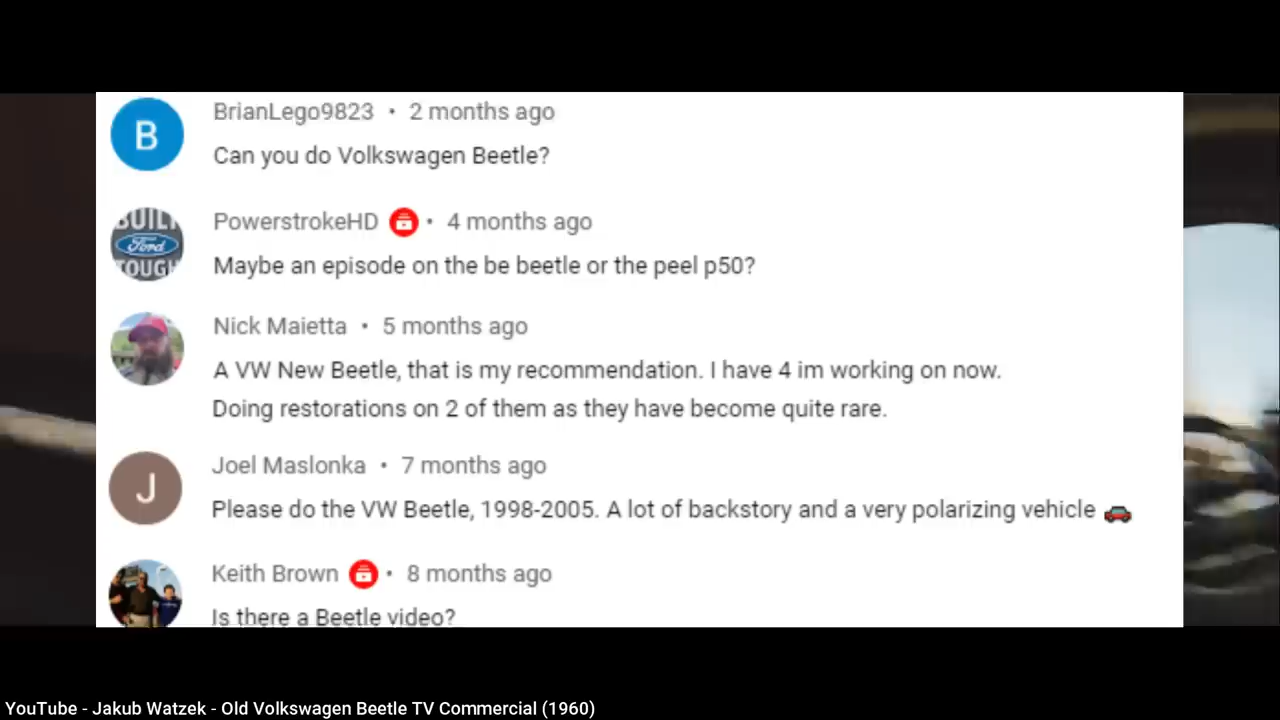 BrianLego9823 • 2 months ago
B
Can you do Volkswagen Beetle?
PowerstrokeHD • 4 months ago
BUILT
Ford
TOUGH
Maybe an episode on the be beetle or the peel p50?
Nick Maietta • 5 months ago
A VW New Beetle, that is my recommendation. I have 4 im working on now.
Doing restorations on 2 of them as they have become quite rare.
Joel Maslonka • 7 months ago
J
Please do the VW Beetle, 1998-2005. A lot of backstory and a very polarizing vehicle 🚗
Keith Brown • 8 months ago
Is there a Beetle video?
YouTube - Jakub Watzek - Old Volkswagen Beetle TV Commercial (1960)